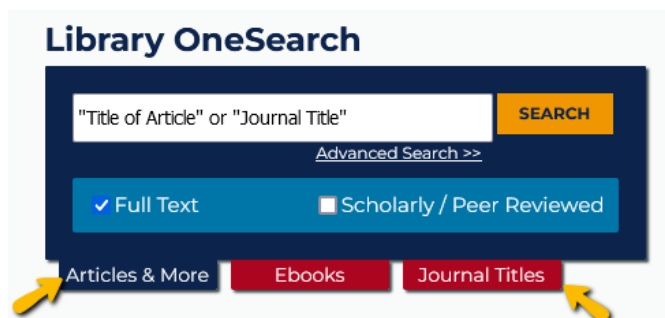 Library OneSearch
"Title of Article" or "Journal Title" SEARCH
Advanced Search >>
Full Text Scholarly / Peer Reviewed
Articles & More Ebooks Journal Titles